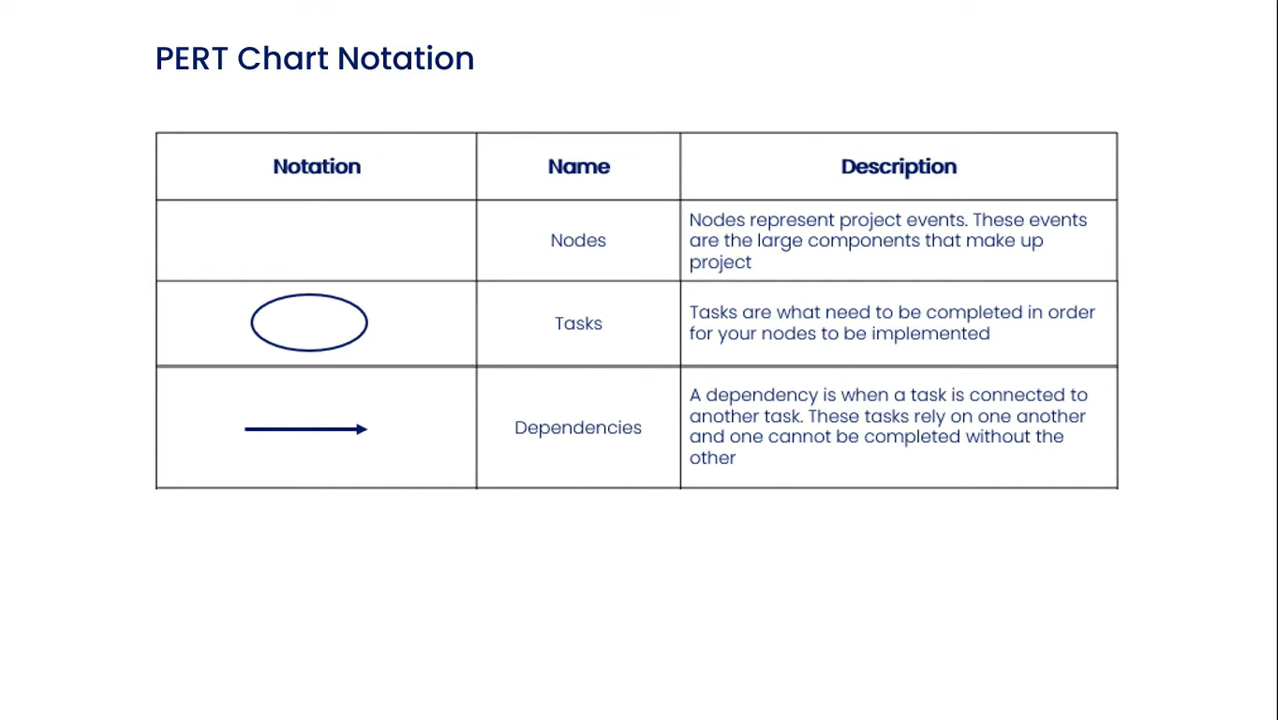 PERT Chart Notation
Notation
Name
Description
Nodes
Nodes represent project events. These events
are the large components that make up
project
Tasks
Tasks are what need to be completed in order
for your nodes to be implemented
Dependencies
A dependency is when a task is connected to
another task. These tasks rely on one another
and one cannot be completed without the
other